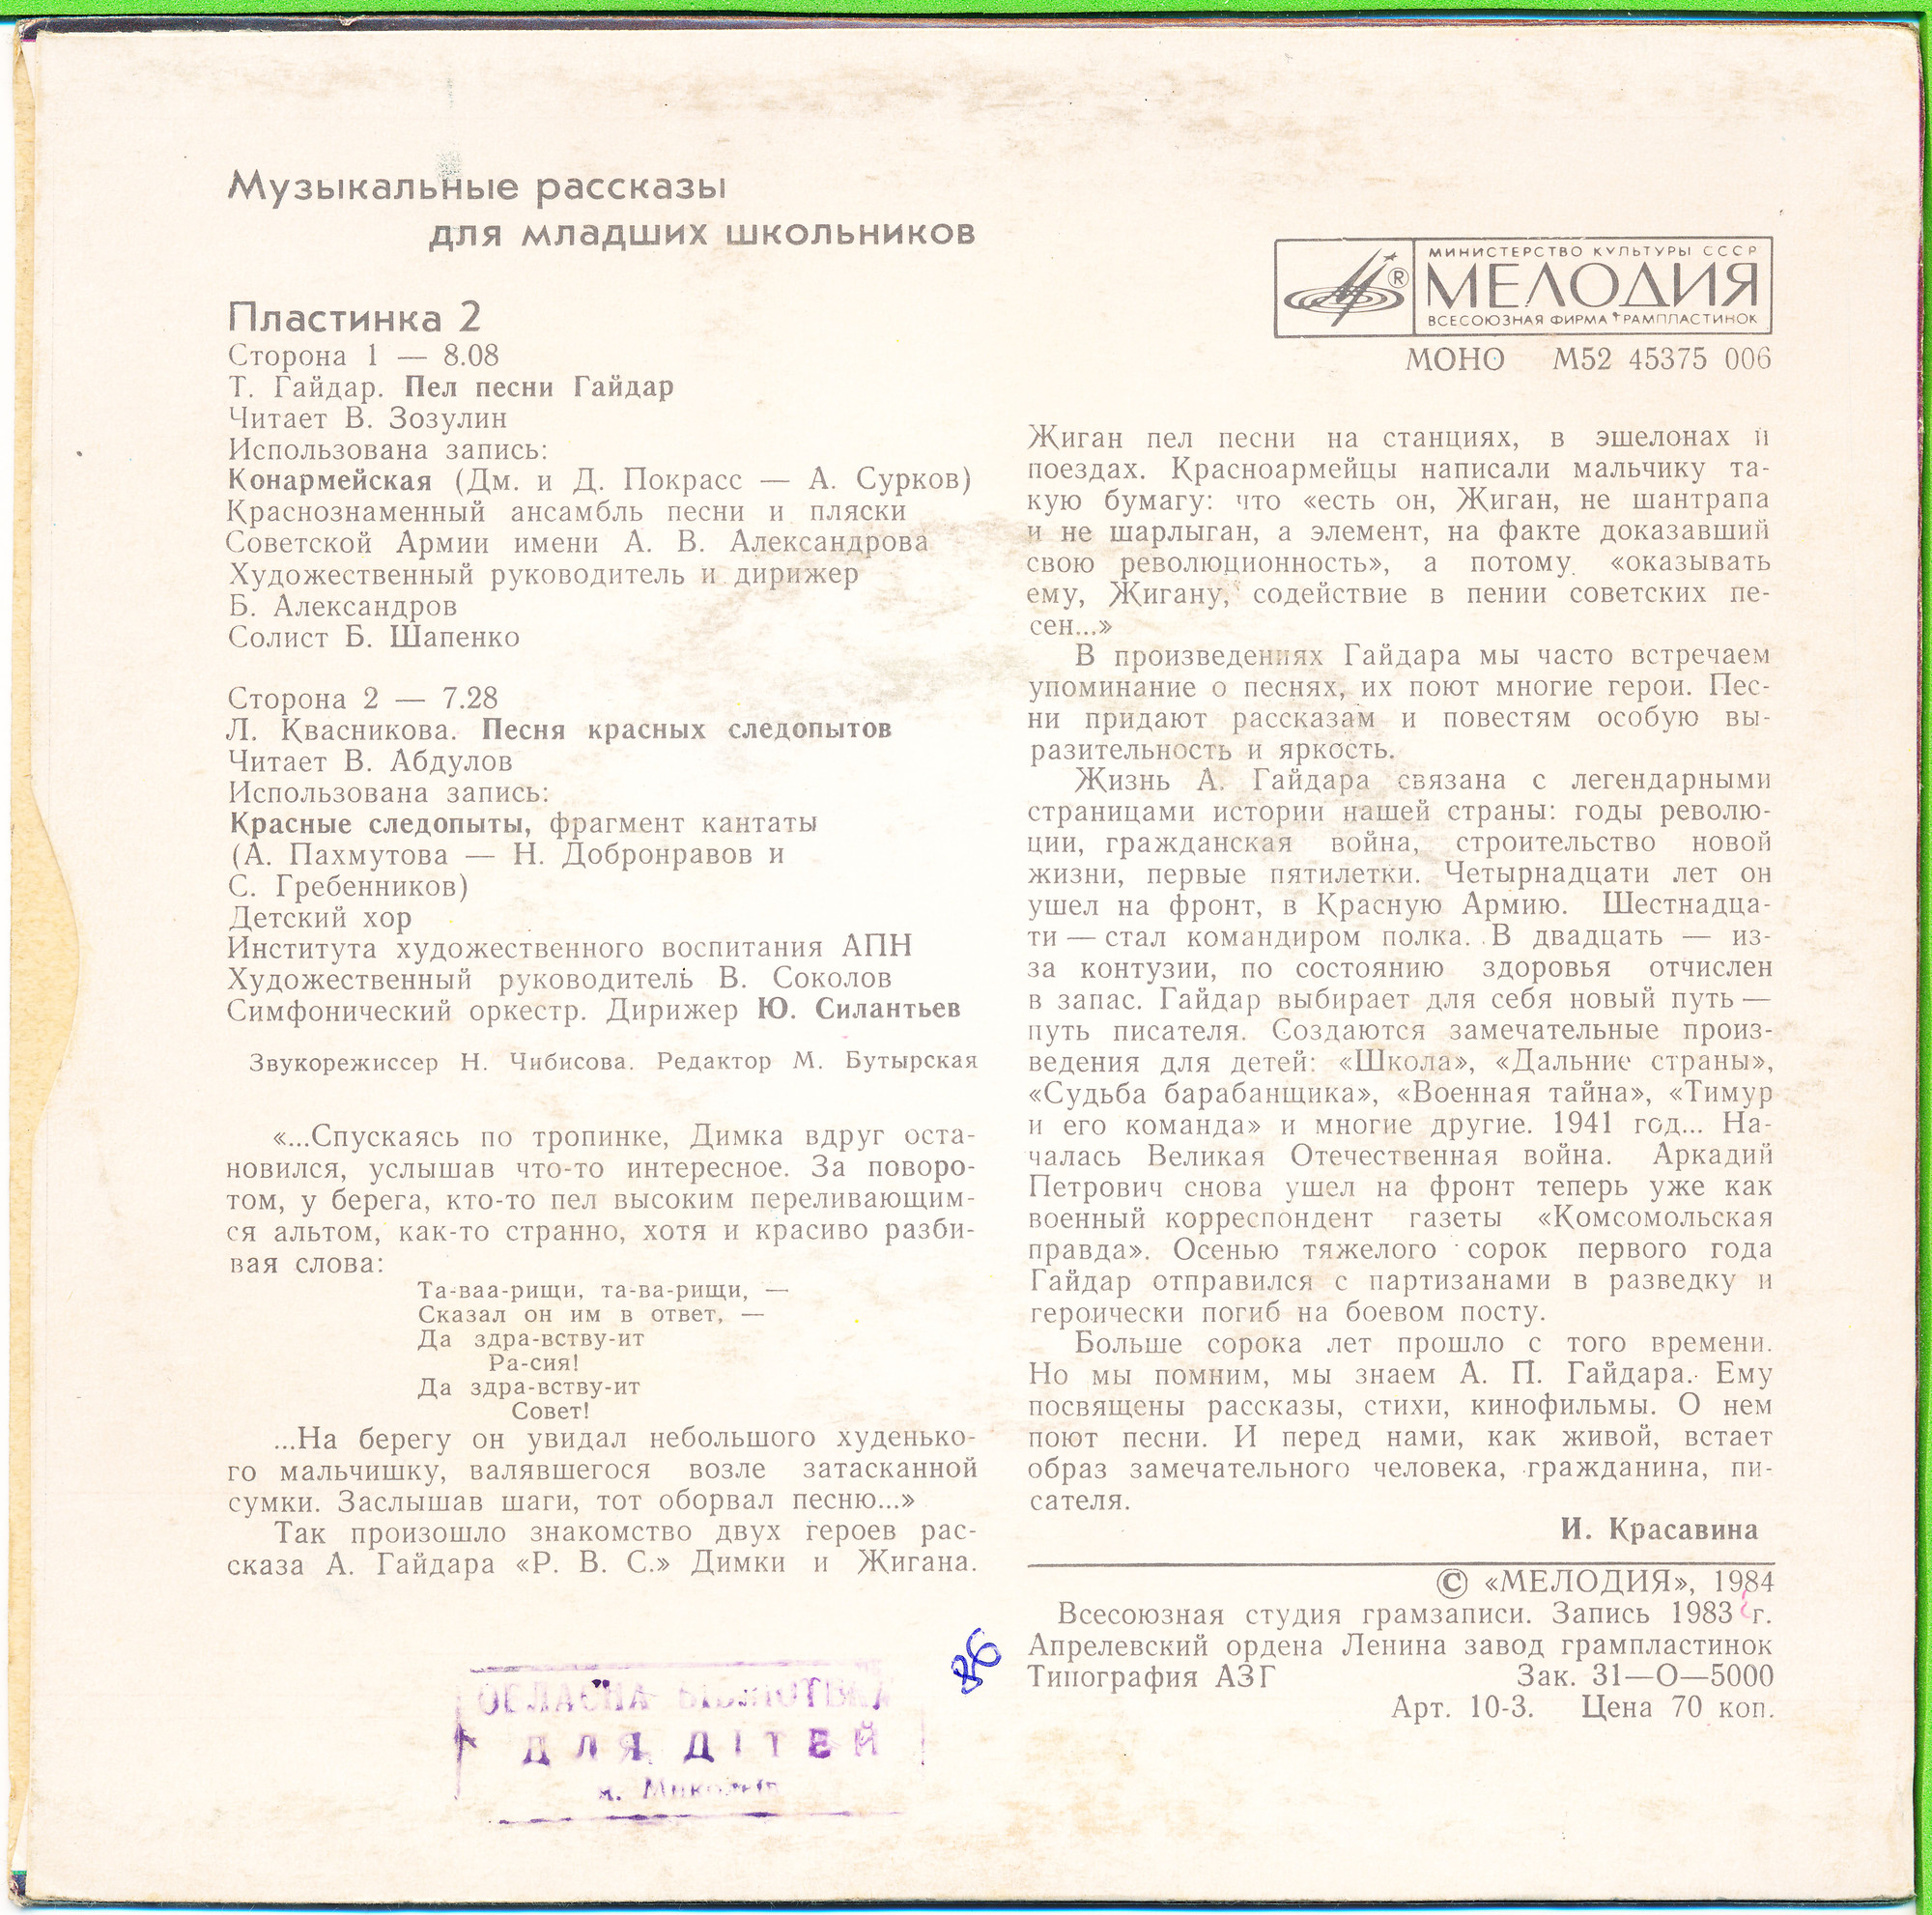 Музыкальные рассказы
для младших школьников
Пластинка 2
Сторона 1 — 8.08
Т. Гайдар. Пел песни Гайдар
Читает В. Зозулин
Использована запись:
Конармейская (Дм. и Д. Покрасс — А. Сурков)
Краснознаменный ансамбль песни и пляски
Советской Армии имени А. В. Александрова
Художественный руководитель и дирижер
Б. Александров
Солист Б. Шапенко
Сторона 2 — 7.28
Л. Квасникова. Песня красных следопытов
Читает В. Абдулов
Использована запись:
Красные следопыты, фрагмент кантаты
(А. Пахмутова — Н. Добронравов и
С. Гребенников)
Детский хор
Института художественного воспитания АПН
Художественный руководитель В. Соколов
Симфонический оркестр. Дирижер Ю. Силантьев
Звукорежиссер Н. Чибисова. Редактор М. Бутырская
«...Спускаясь по тропинке, Димка вдруг оста-
новился, услышав что-то интересное. За поворо-
том, у берега, кто-то пел высоким переливающим-
ся альтом, как-то странно, хотя и красиво разби-
вая слова:
Та-ваа-рищи, та-ва-рищи, —
Сказал он им в ответ, —
Да здра-вству-ит
Ра-сия!
Да здра-вству-ит
Совет!
...На берегу он увидал небольшого худенько-
го мальчишку, валявшегося возле затасканной
сумки. Заслышав шаги, тот оборвал песню...»
Так произошло знакомство двух героев рас-
сказа А. Гайдара «Р. В. С.» Димки и Жигана.
ОБЛАСНА БІБЛІОТЕКА
ДЛЯ ДІТЕЙ
м.
86
МИНИСТЕРСТВО КУЛЬТУРЫ СССР
МЕЛОДИЯ
ВСЕСОЮЗНАЯ ФИРМА ГРАМПЛАСТИНОК
®
МОНО М52 45375 006
Жиган пел песни на станциях, в эшелонах и
поездах. Красноармейцы написали мальчику та-
кую бумагу: что «есть он, Жиган, не шантрапа
и не шарлыган, а элемент, на факте доказавший
свою революционность», а потому «оказывать
ему, Жигану, содействие в пении советских пе-
сен...»
В произведениях Гайдара мы часто встречаем
упоминание о песнях, их поют многие герои. Пес-
ни придают рассказам и повестям особую вы-
разительность и яркость.
Жизнь А. Гайдара связана с легендарными
страницами истории нашей страны: годы револю-
ции, гражданская война, строительство новой
жизни, первые пятилетки. Четырнадцати лет он
ушел на фронт, в Красную Армию. Шестнадца-
ти — стал командиром полка. В двадцать — из-
за контузии, по состоянию здоровья отчислен
в запас. Гайдар выбирает для себя новый путь —
путь писателя. Создаются замечательные произ-
ведения для детей: «Школа», «Дальние страны»,
«Судьба барабанщика», «Военная тайна», «Тимур
и его команда» и многие другие. 1941 год... На-
чалась Великая Отечественная война. Аркадий
Петрович снова ушел на фронт теперь уже как
военный корреспондент газеты «Комсомольская
правда». Осенью тяжелого сорок первого года
Гайдар отправился с партизанами в разведку и
героически погиб на боевом посту.
Больше сорока лет прошло с того времени.
Но мы помним, мы знаем А. П. Гайдара. Ему
посвящены рассказы, стихи, кинофильмы. О нем
поют песни. И перед нами, как живой, встает
образ замечательного человека, гражданина, пи-
сателя.
И. Красавина
© «МЕЛОДИЯ», 1984
Всесоюзная студия грамзаписи. Запись 1983 г.
Апрелевский ордена Ленина завод грампластинок
Типография АЗГ Зак. 31—О—5000
Арт. 10-3. Цена 70 коп.